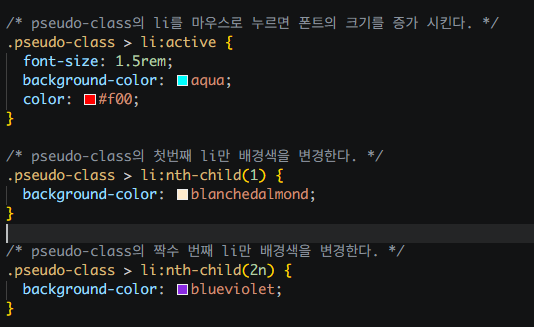 /* pseudo-class의 li를 마우스로 누르면 폰트의 크기를 증가 시킨다. */
.pseudo-class > li:active {
  font-size: 1.5rem;
  background-color: aqua;
  color: #f00;
}
/* pseudo-class의 첫번째 li만 배경색을 변경한다. */
.pseudo-class > li:nth-child(1) {
  background-color: blanchedalmond;
}
/* pseudo-class의 짝수 번째 li만 배경색을 변경한다. */
.pseudo-class > li:nth-child(2n) {
  background-color: blueviolet;
}